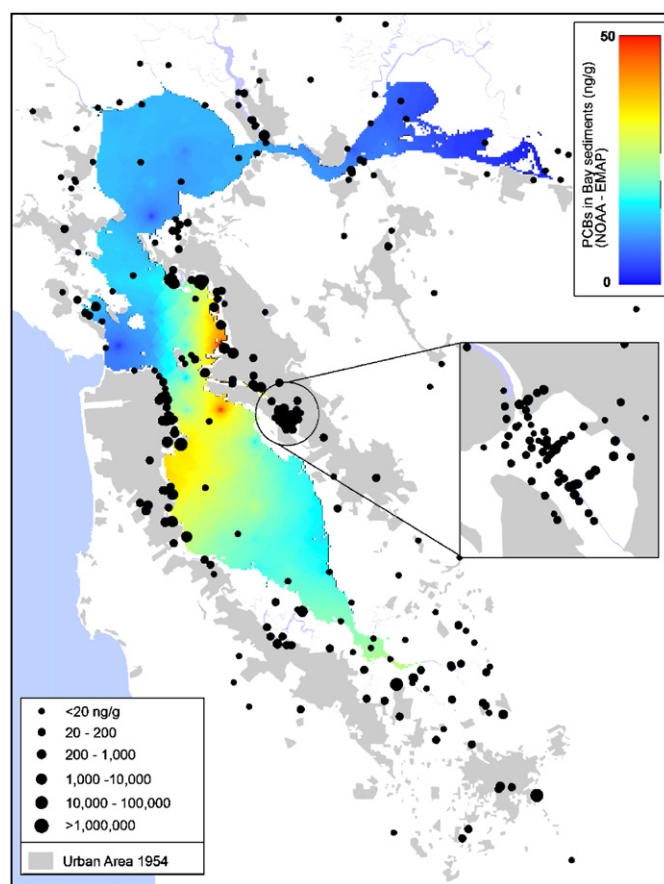 50
PCBs in Bay sediments (ng/g)
(NOAA - EMAP)
0
<20 ng/g
20 - 200
200 - 1,000
1,000 -10,000
10,000 - 100,000
>1,000,000
Urban Area 1954